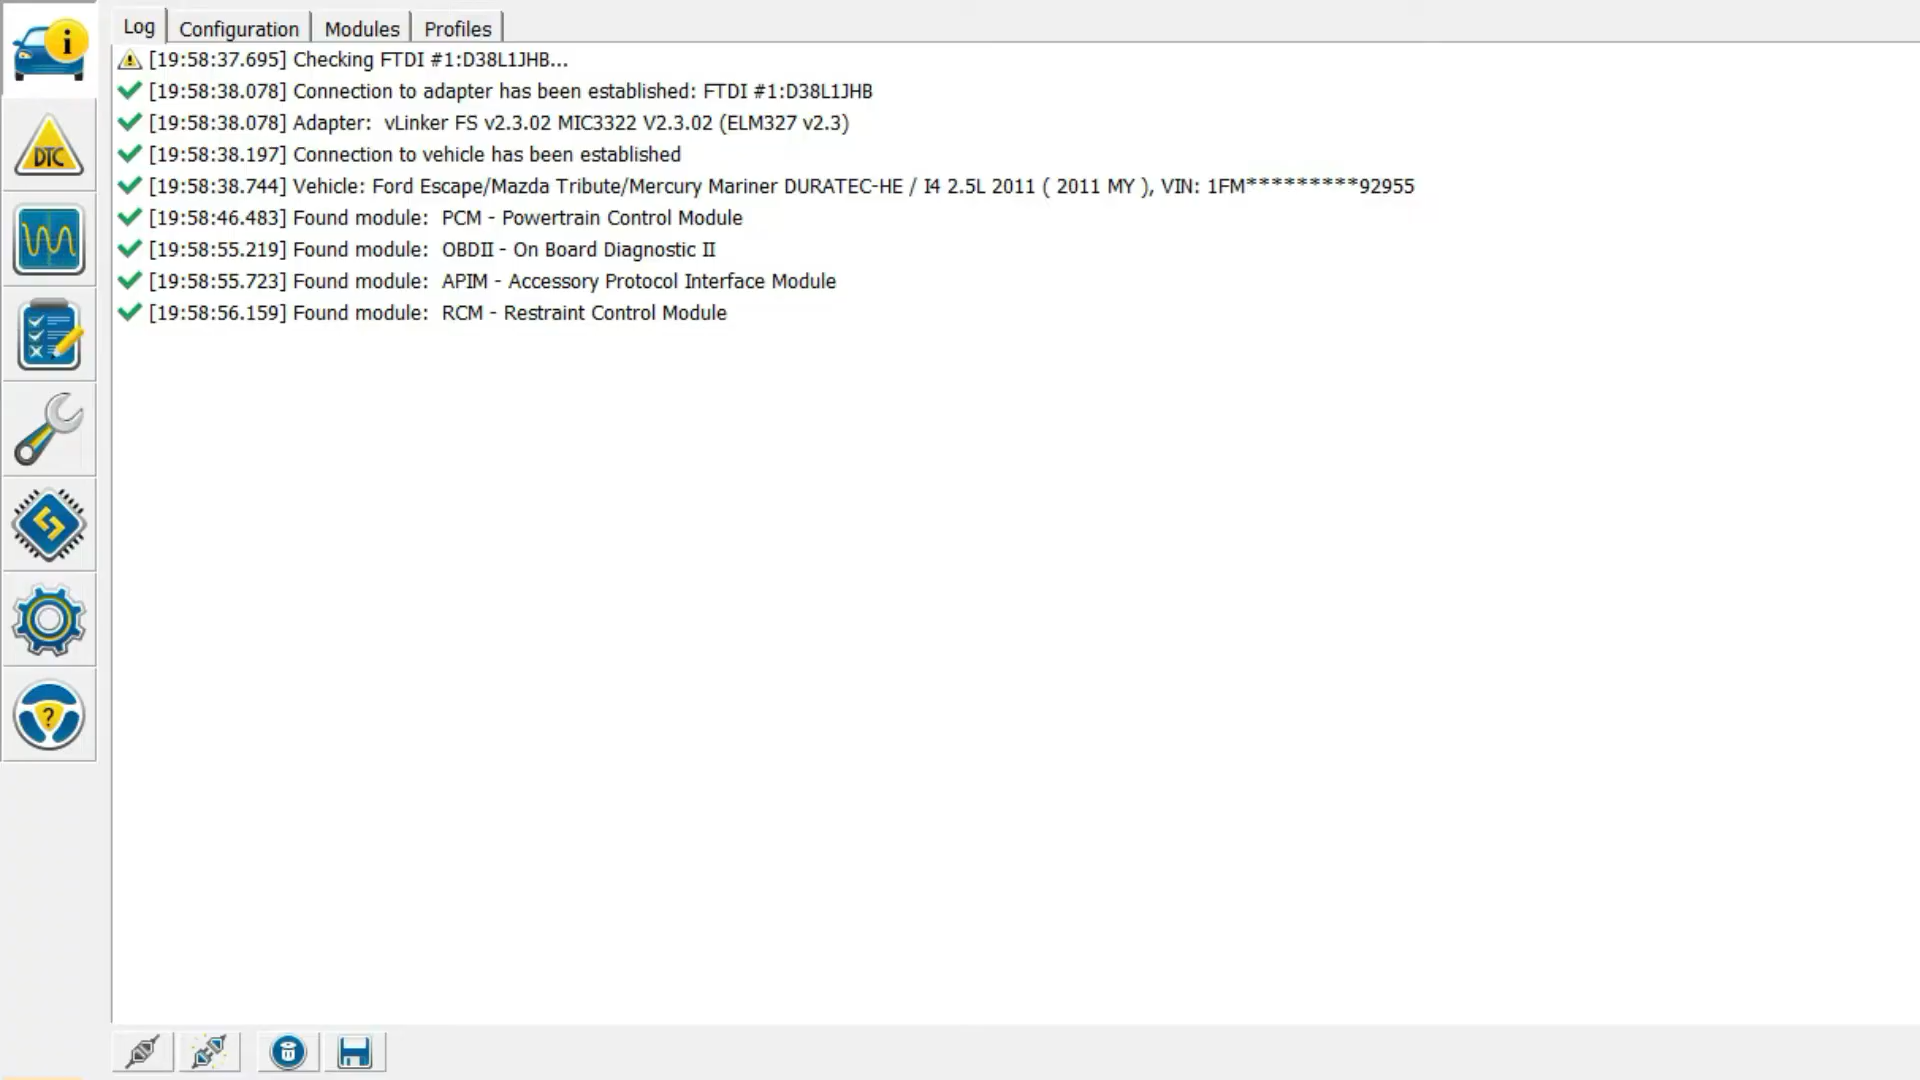 Log Configuration Modules Profiles
[19:58:37.695] Checking FTDI #1:D38L1JHB...
[19:58:38.078] Connection to adapter has been established: FTDI #1:D38L1JHB
[19:58:38.078] Adapter: vLinker FS v2.3.02 MIC3322 V2.3.02 (ELM327 v2.3)
[19:58:38.197] Connection to vehicle has been established
[19:58:38.744] Vehicle: Ford Escape/Mazda Tribute/Mercury Mariner DURATEC-HE / I4 2.5L 2011 ( 2011 MY ), VIN: 1FM*********92955
[19:58:46.483] Found module: PCM - Powertrain Control Module
[19:58:55.219] Found module: OBDII - On Board Diagnostic II
[19:58:55.723] Found module: APIM - Accessory Protocol Interface Module
[19:58:56.159] Found module: RCM - Restraint Control Module
i
DTC
?